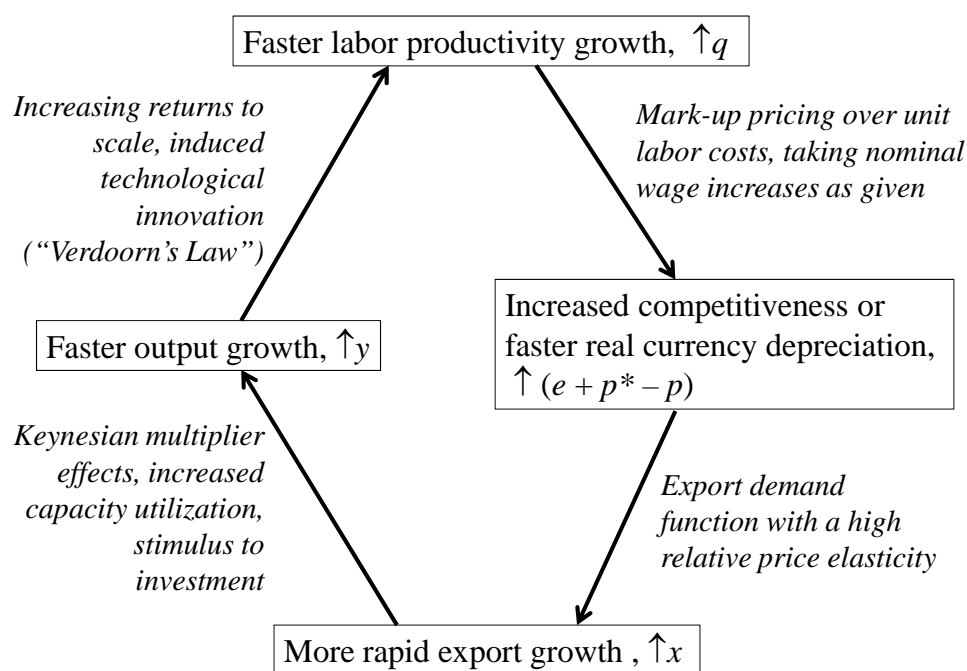 Faster labor productivity growth, ↑q
Increasing returns to
scale, induced
technological
innovation
(“Verdoorn’s Law”)
Mark-up pricing over unit
labor costs, taking nominal
wage increases as given
Increased competitiveness or
faster real currency depreciation,
↑ (e + p* – p)
Faster output growth, ↑y
Keynesian multiplier
effects, increased
capacity utilization,
stimulus to
investment
Export demand
function with a high
relative price elasticity
More rapid export growth , ↑x